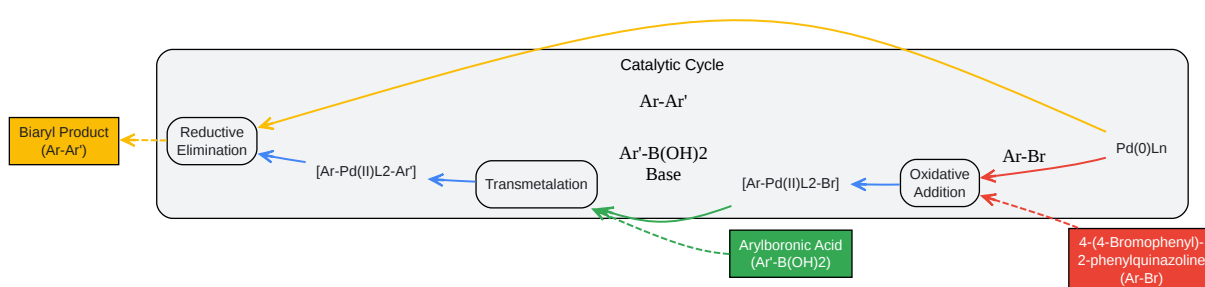 Catalytic Cycle
Ar-Ar'
Biaryl Product
(Ar-Ar')
Reductive
Elimination
[Ar-Pd(II)L2-Ar']
Transmetalation
Ar'-B(OH)2
Base
[Ar-Pd(II)L2-Br]
Oxidative
Addition
Ar-Br
Pd(0)Ln
Arylboronic Acid
(Ar'-B(OH)2)
4-(4-Bromophenyl)-
2-phenylquinazoline
(Ar-Br)